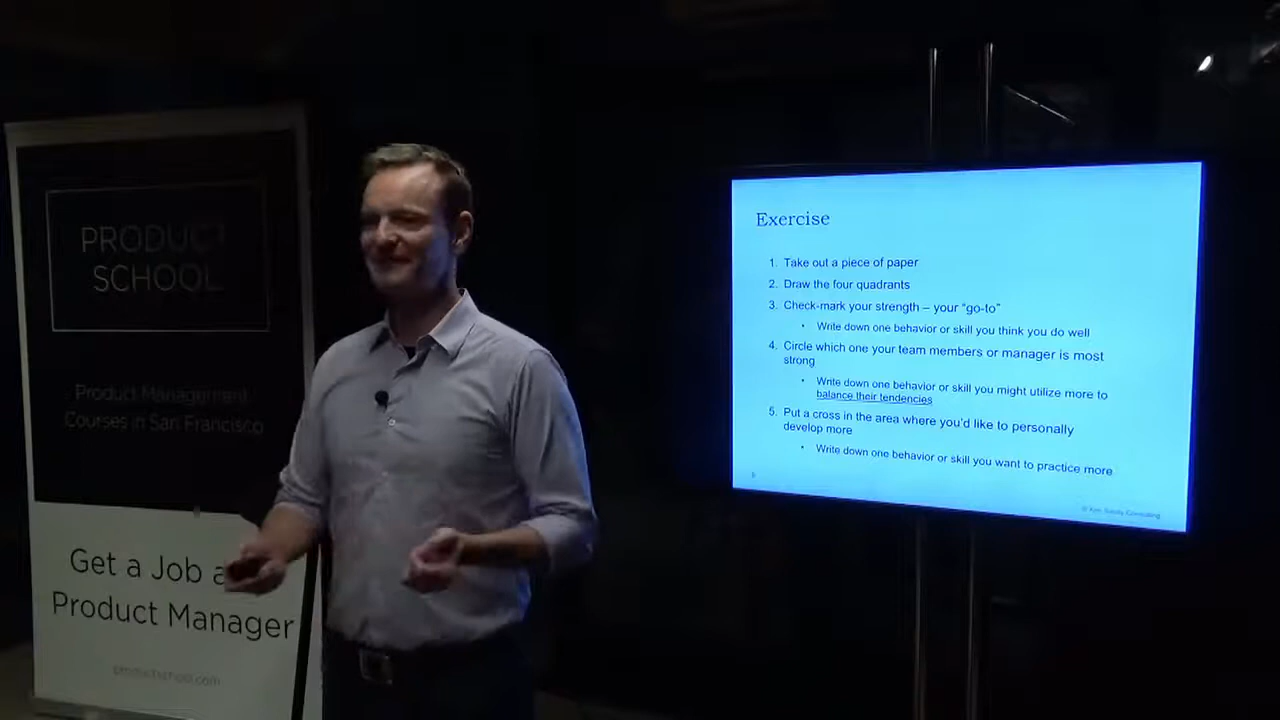 PRODUCT
SCHOOL
Product Management
Courses in San Francisco
Get a Job a
Product Manager
productschool.com
Exercise
1. Take out a piece of paper
2. Draw the four quadrants
3. Check-mark your strength – your “go-to”
• Write down one behavior or skill you think you do well
4. Circle which one your team members or manager is most
strong
• Write down one behavior or skill you might utilize more to
balance their tendencies
5. Put a cross in the area where you’d like to personally
develop more
• Write down one behavior or skill you want to practice more
Consulting